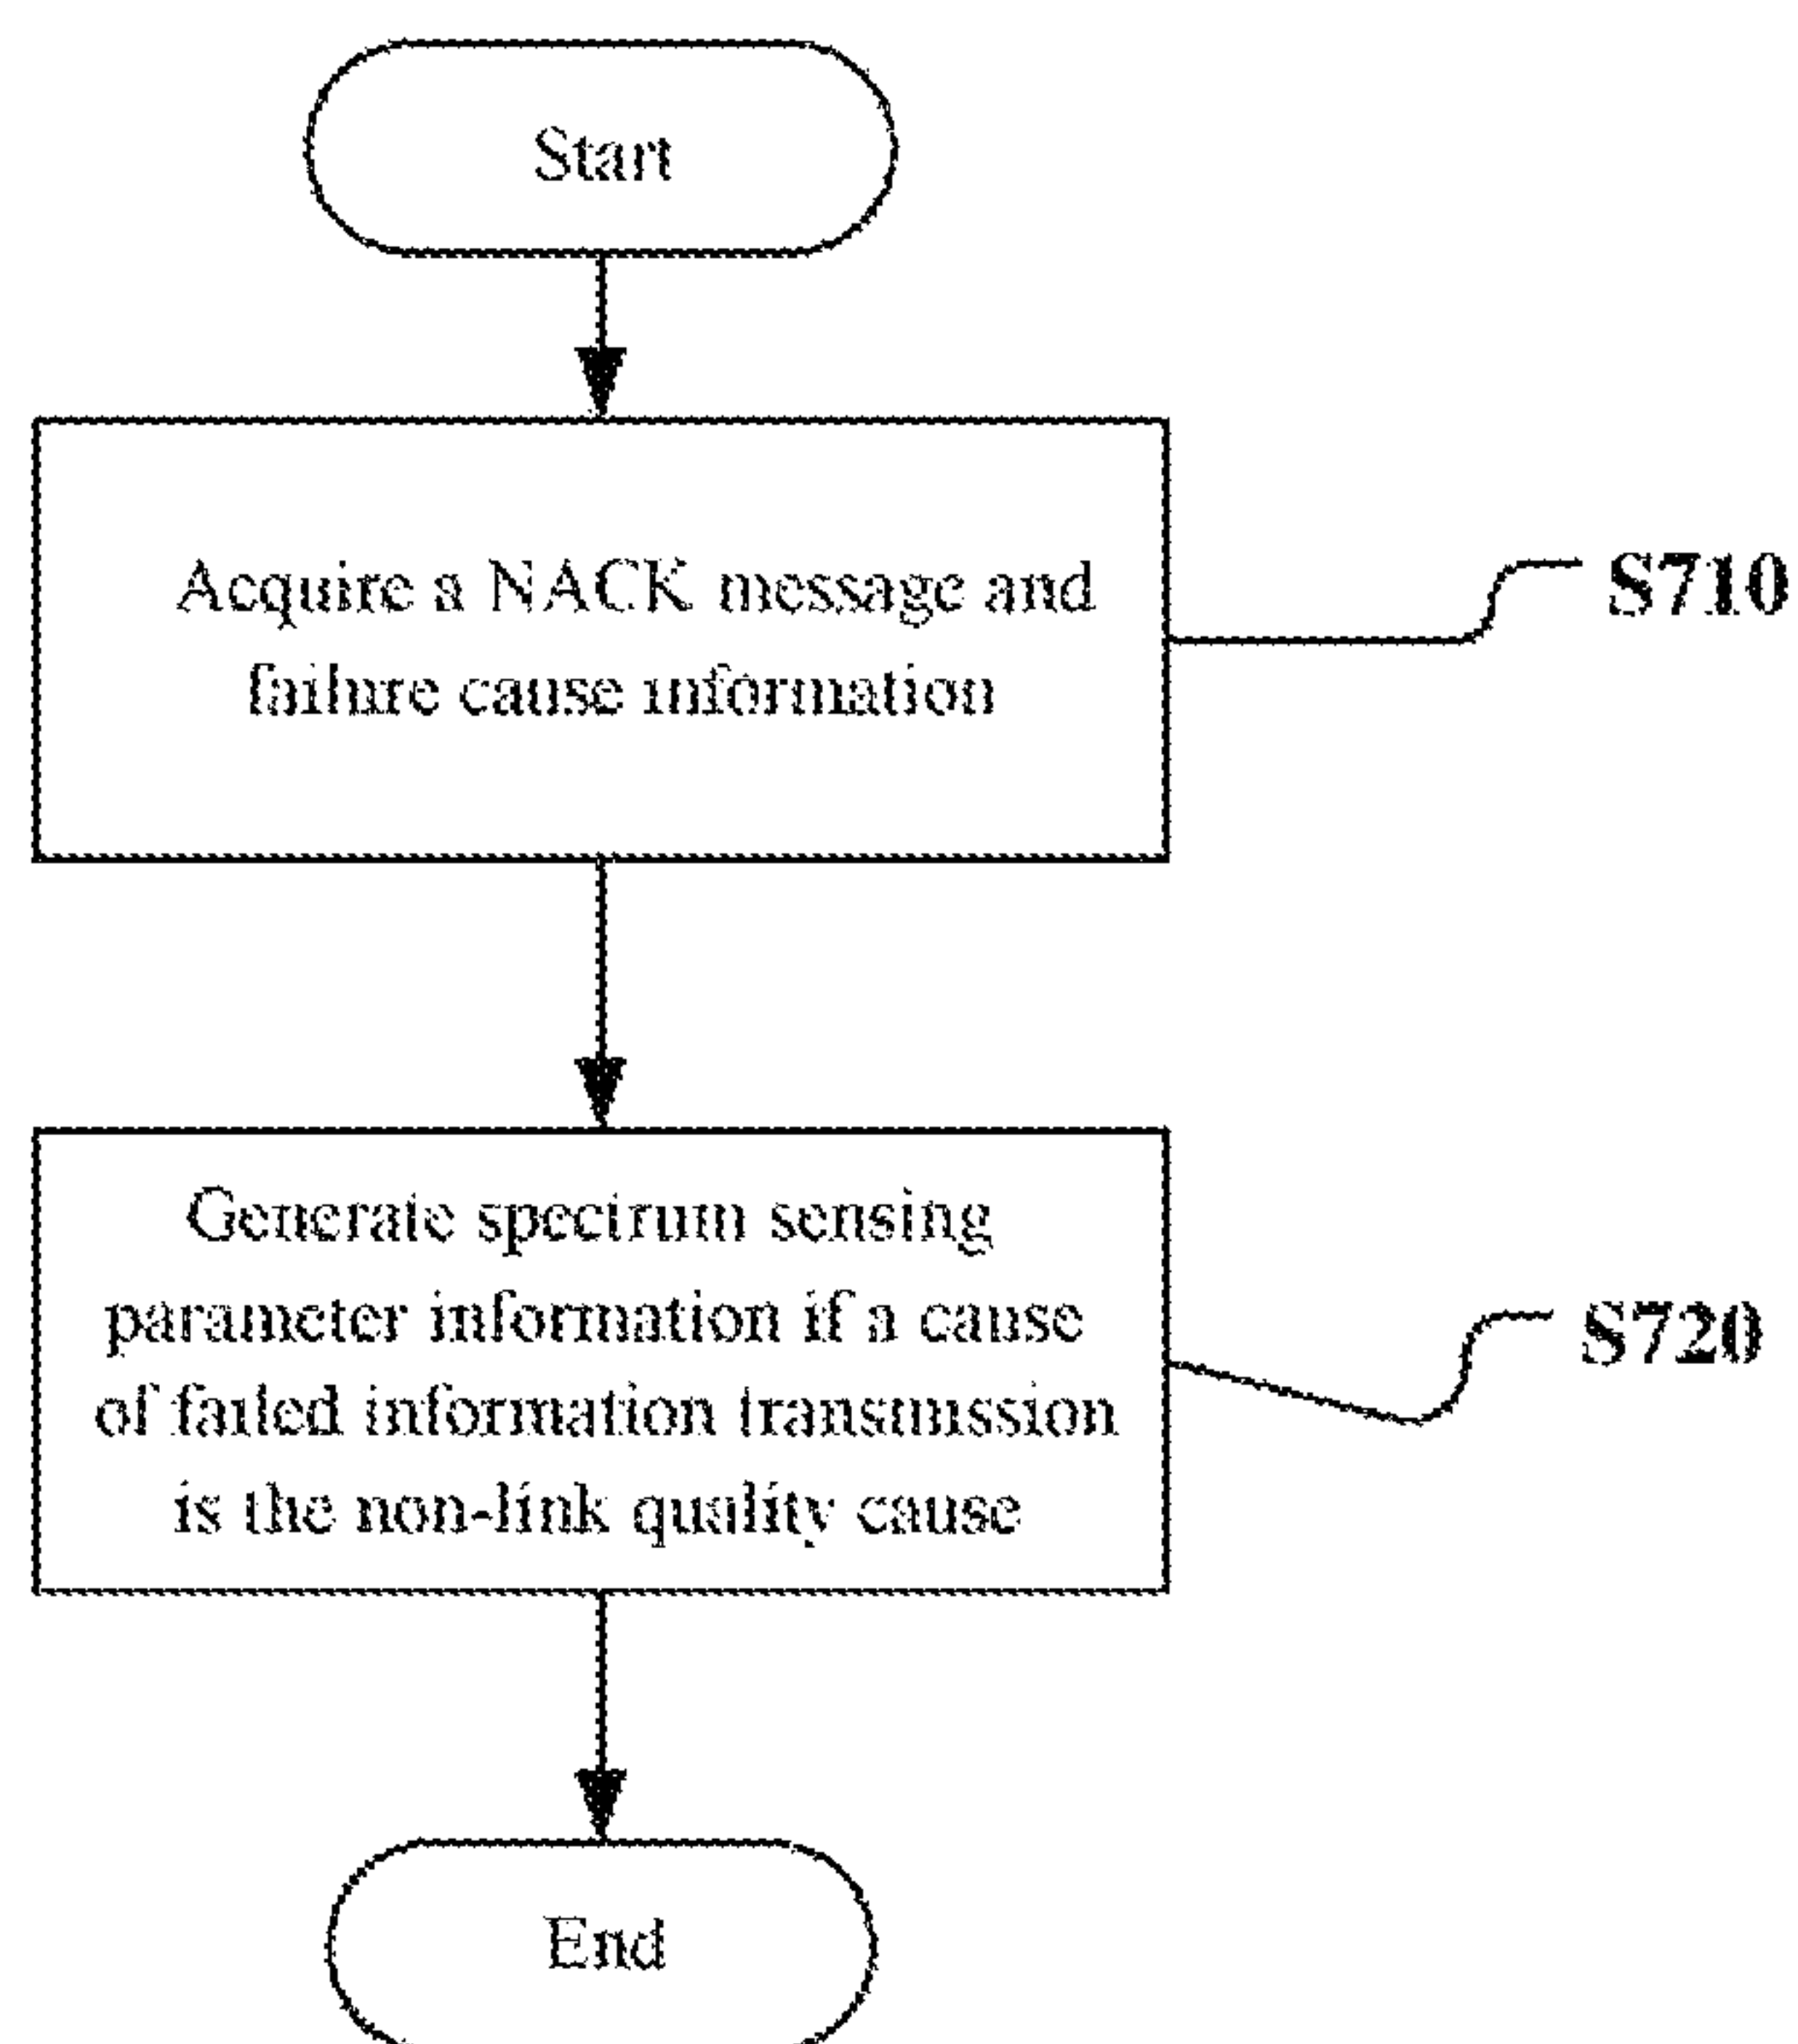 Start
Acquire a NACK message and
failure cause information
S710
Generate spectrum sensing
parameter information if a cause
of failed information transmission
is the non-link quality cause
S720
End